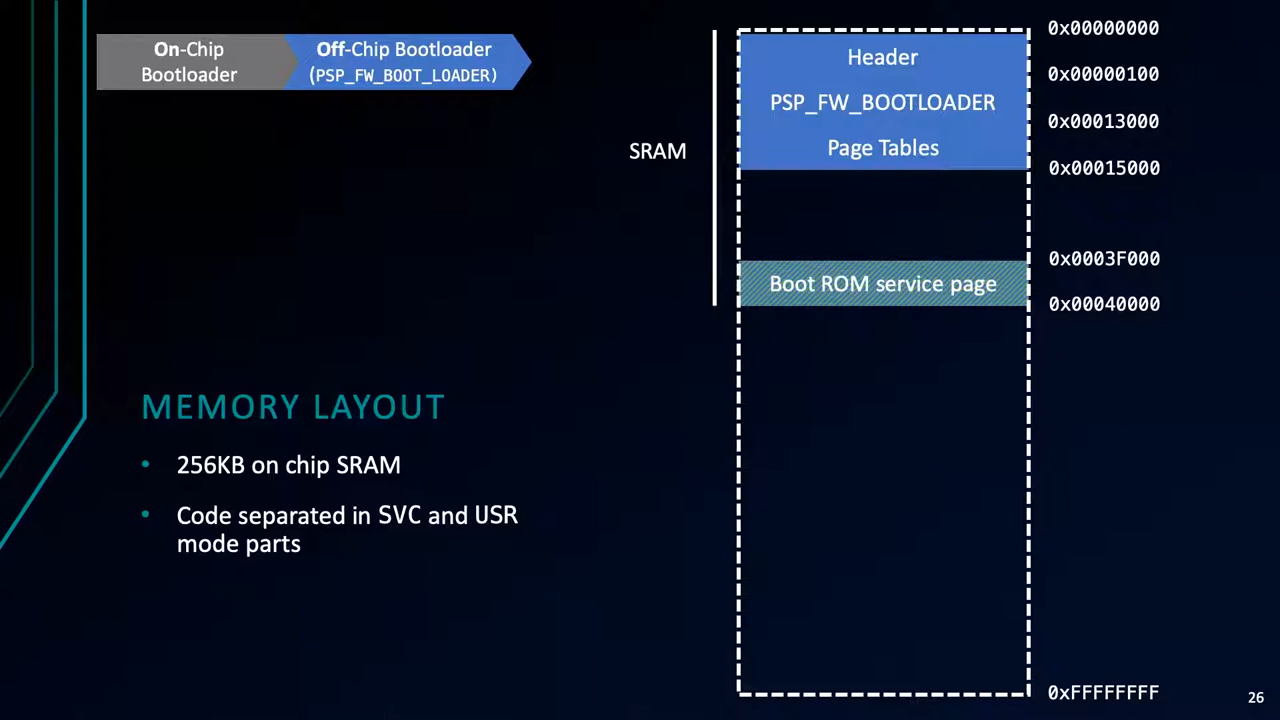 On-Chip
Bootloader
Off-Chip Bootloader
(PSP_FW_BOOT_LOADER)
SRAM
Header
PSP_FW_BOOTLOADER
Page Tables
Boot ROM service page
0x00000000
0x00000100
0x00013000
0x00015000
0x0003F000
0x00040000
0xFFFFFFFF
MEMORY LAYOUT
• 256KB on chip SRAM
• Code separated in SVC and USR
mode parts
26